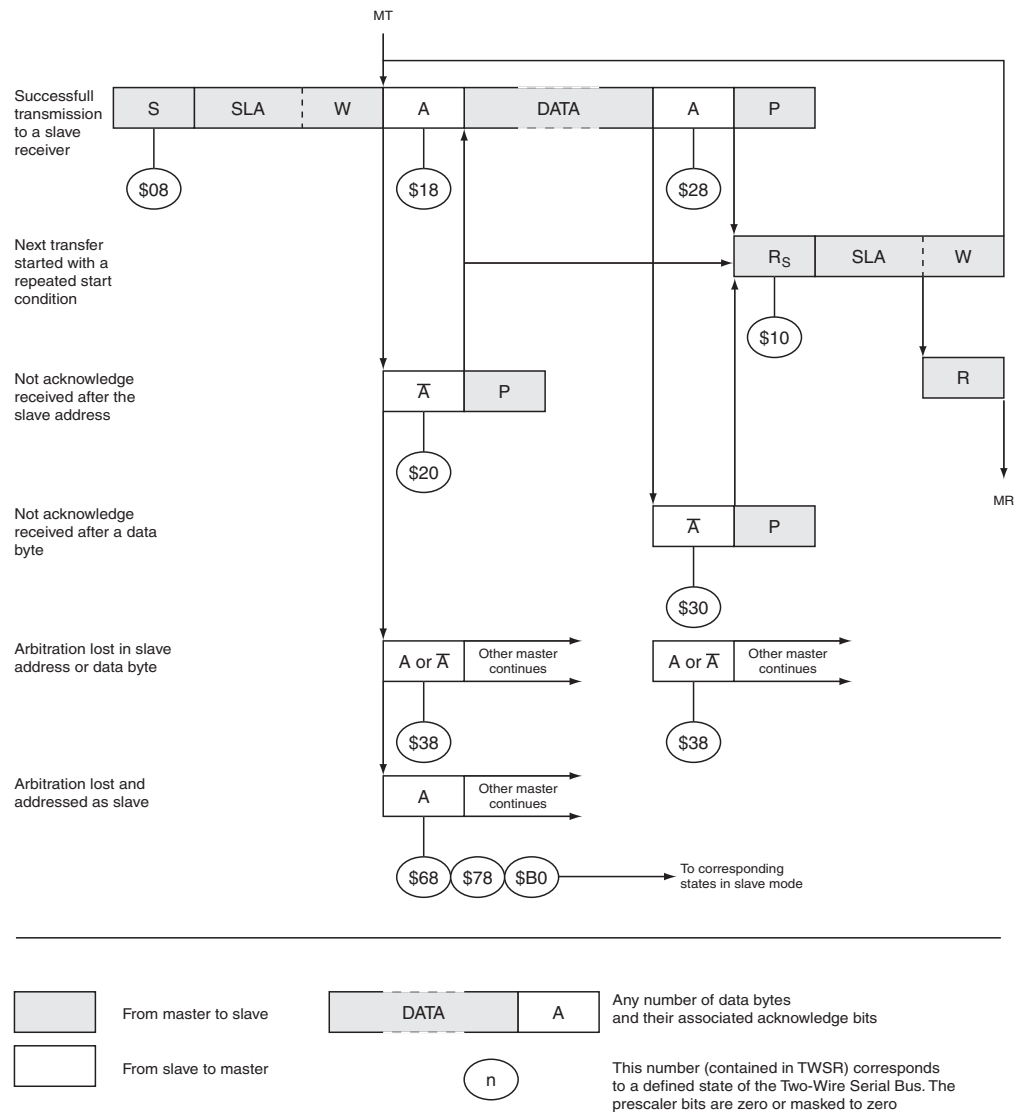 MT
Successfull
transmission
to a slave
receiver
S SLA W A DATA A P
$08 $18 $28
Next transfer
started with a
repeated start
condition
RS SLA W
$10
Not acknowledge
received after the
slave address
A̅ P
R
$20
MR
Not acknowledge
received after a data
byte
A̅ P
$30
Arbitration lost in slave
address or data byte
A or A̅ Other master
continues
A or A̅ Other master
continues
$38 $38
Arbitration lost and
addressed as slave
A Other master
continues
$68 $78 $B0
To corresponding
states in slave mode
From master to slave
DATA A
Any number of data bytes
and their associated acknowledge bits
From slave to master
n
This number (contained in TWSR) corresponds
to a defined state of the Two-Wire Serial Bus. The
prescaler bits are zero or masked to zero